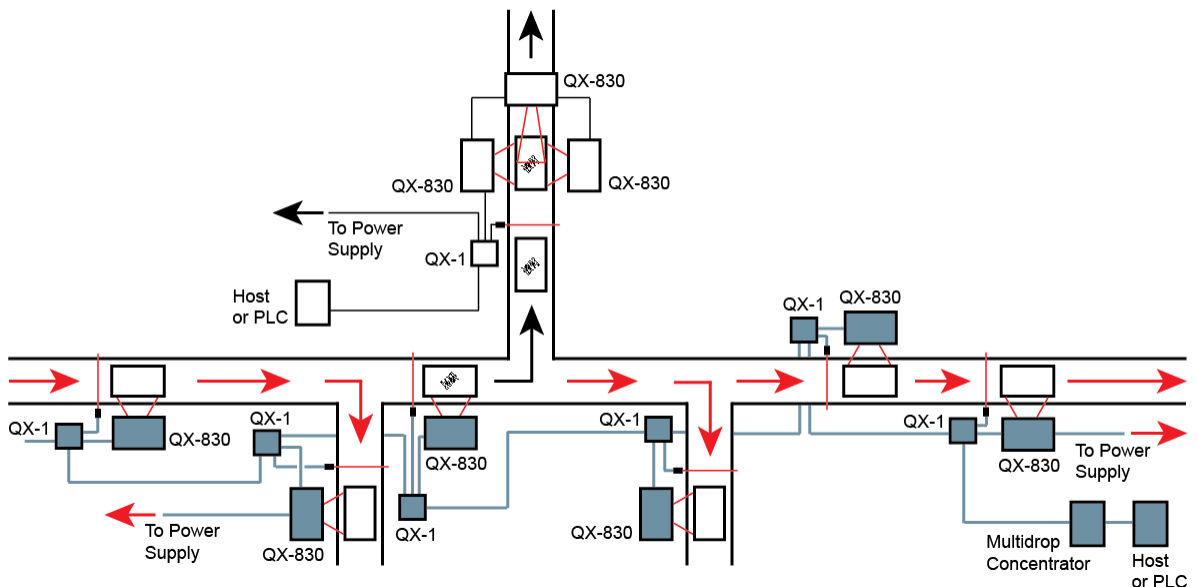 QX-830
QX-830
QX-830
To Power
Supply
QX-1
Host
or PLC
QX-1
QX-830
QX-1
QX-830
QX-1
QX-830
QX-1
QX-1
QX-830
QX-830
To Power
Supply
To Power
Supply
QX-830
QX-1
QX-830
Multidrop
Concentrator
Host
or PLC